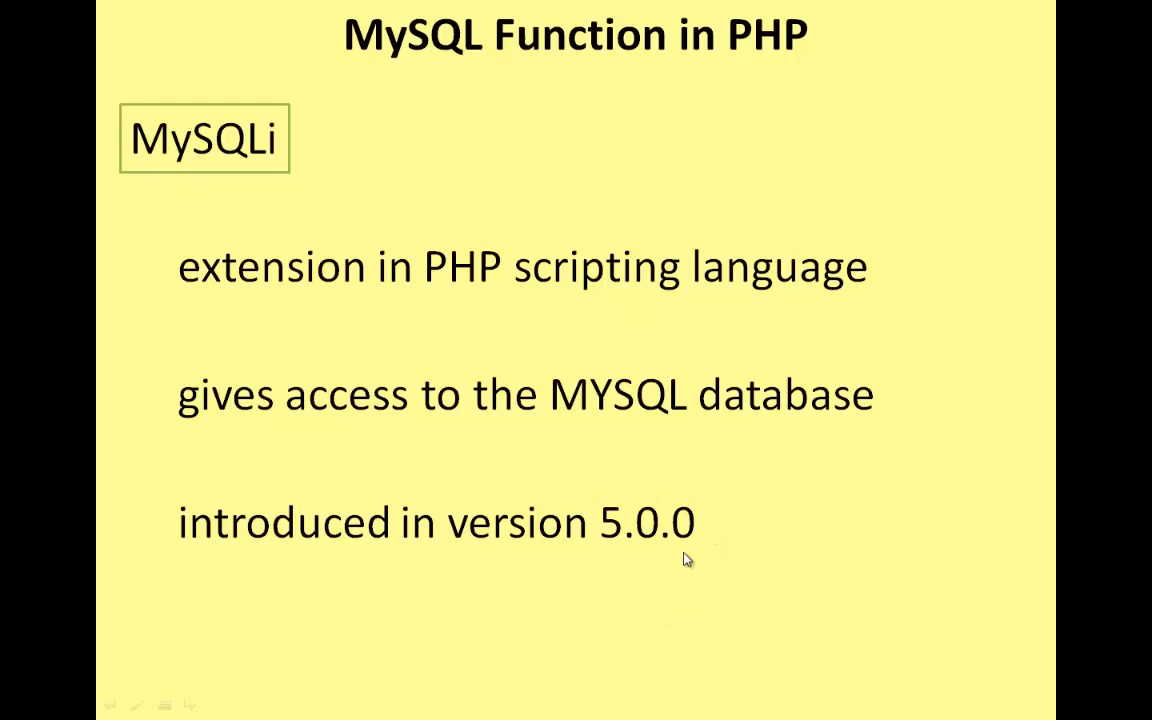 MySQL Function in PHP
MySQLi
extension in PHP scripting language
gives access to the MYSQL database
introduced in version 5.0.0